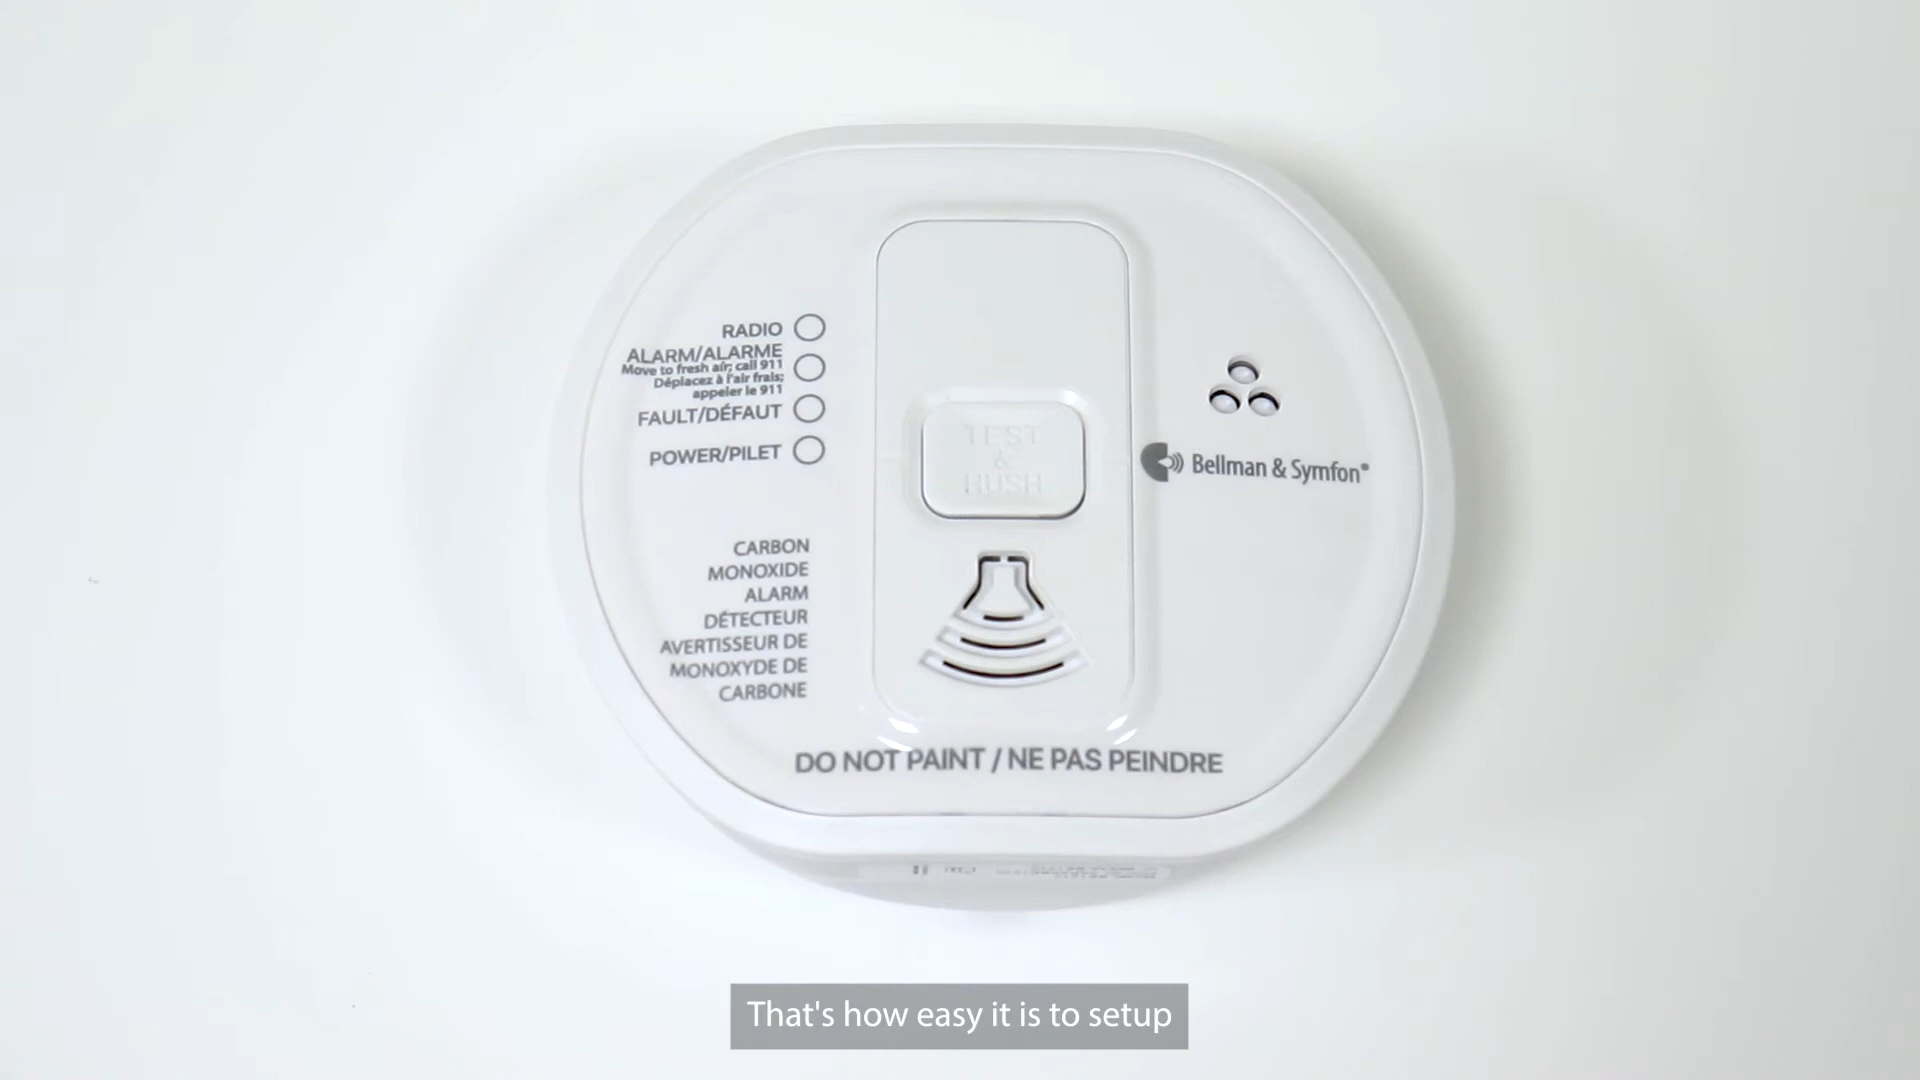 RADIO
ALARM/ALARME
Move to fresh air; call 911
Déplacez à l'air frais;
appeler le 911
FAULT/DÉFAUT
POWER/PILET
TEST
&
HUSH
Bellman & Symfon®
CARBON
MONOXIDE
ALARM
DÉTECTEUR
AVERTISSEUR DE
MONOXYDE DE
CARBONE
DO NOT PAINT / NE PAS PEINDRE
That's how easy it is to setup